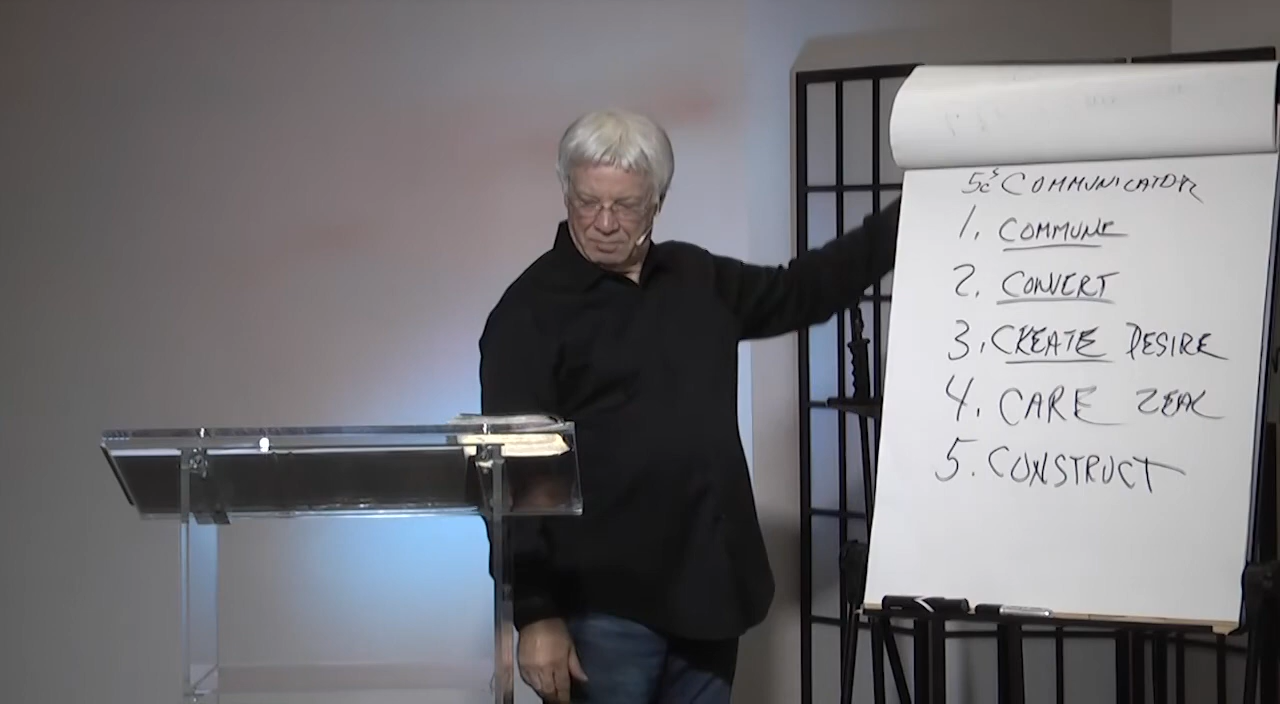 5c's COMMUNICATOR
1. COMMUNE
2. CONVERT
3. CREATE DESIRE
4. CARE ZEAL
5. CONSTRUCT